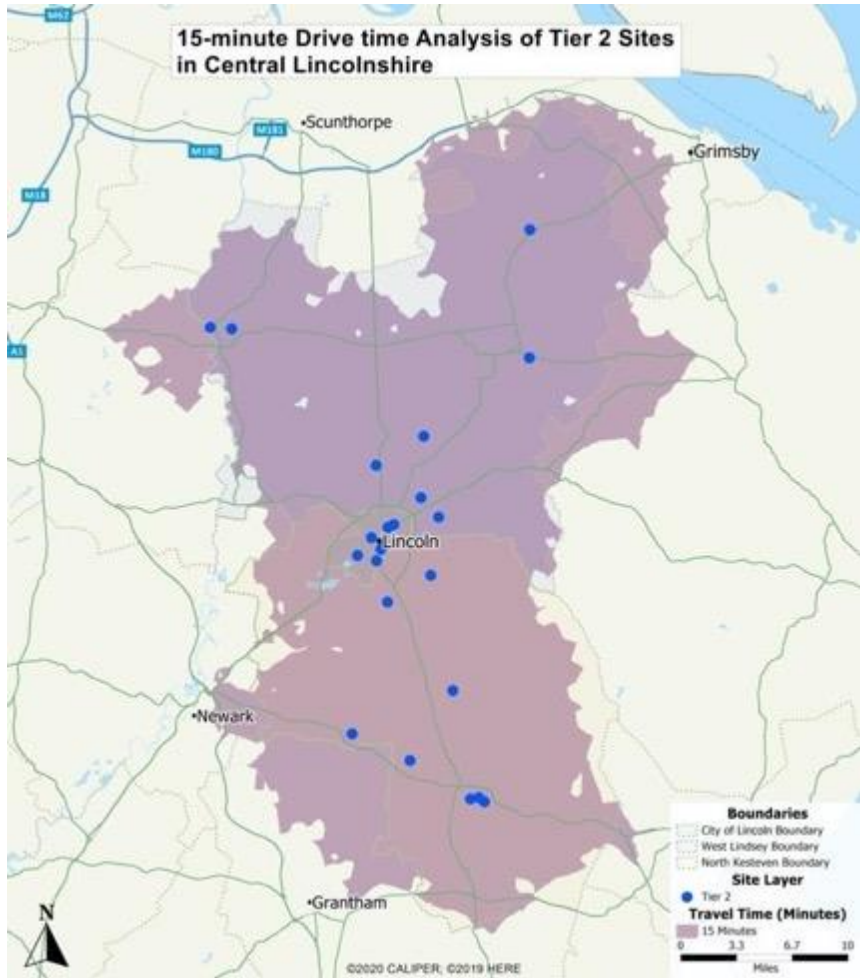 15-minute Drive time Analysis of Tier 2 Sites
in Central Lincolnshire
M62
•Scunthorpe
M181
M180
•Grimsby
M18
A1
•Lincoln
•Newark
Boundaries
City of Lincoln Boundary
West Lindsey Boundary
North Kesteven Boundary
Site Layer
Tier 2
Travel Time (Minutes)
15 Minutes
0 3.3 6.7 10
Miles
•Grantham
N
©2020 CALIPER; ©2019 HERE